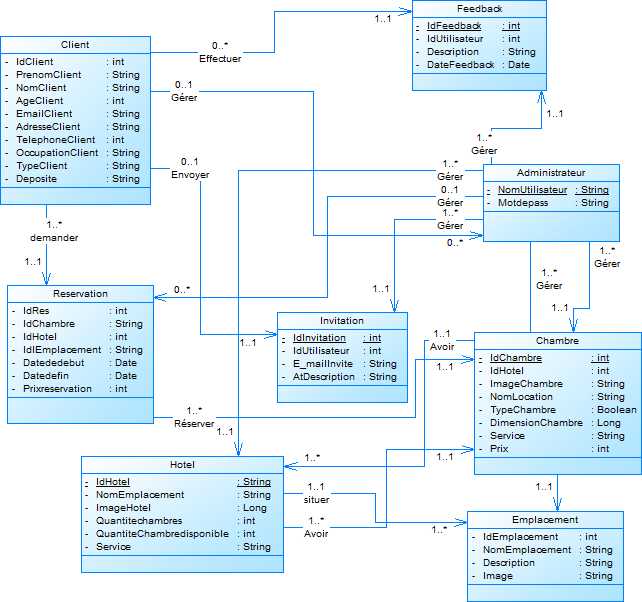 Feedback
- IdFeedback : int
- IdUtilisateur : int
- Description : String
- DateFeedback : Date
Client
- IdClient : int
- PrenomClient : String
- NomClient : String
- AgeClient : int
- EmailClient : String
- AdresseClient : String
- TelephoneClient : int
- OccupationClient : String
- TypeClient : String
- Deposite : String
0..*
Effectuer
1..1
0..1
Gérer
0..*
0..1
Envoyer
1..1
1..*
demander
1..1
1..*
Gérer
1..1
1..*
Gérer
1..1
0..1
Gérer
0..*
1..*
Gérer
1..1
Administrateur
- NomUtilisateur : String
- Motdepass : String
1..*
Gérer
1..*
Gérer
1..1
Reservation
- IdRes : int
- IdChambre : String
- IdHotel : int
- IdlEmplacement : String
- Datededebut : Date
- Datedefin : Date
- Prixreservation : int
1..*
Réserver
1..1
Invitation
- IdInvitation : int
- IdUtilisateur : int
- E_mailInvite : String
- AtDescription : String
1..1
Avoir
1..*
Chambre
- IdChambre : int
- IdHotel : int
- ImageChambre : String
- NomLocation : String
- TypeChambre : Boolean
- DimensionChambre : Long
- Service : String
- Prix : int
1..1
Hotel
- IdHotel : String
- NomEmplacement : String
- ImageHotel : Long
- Quantitechambres : int
- QuantiteChambredisponible : int
- Service : String
1..1
situer
1..*
1..*
Avoir
1..1
Emplacement
- IdEmplacement : int
- NomEmplacement : String
- Description : String
- Image : String